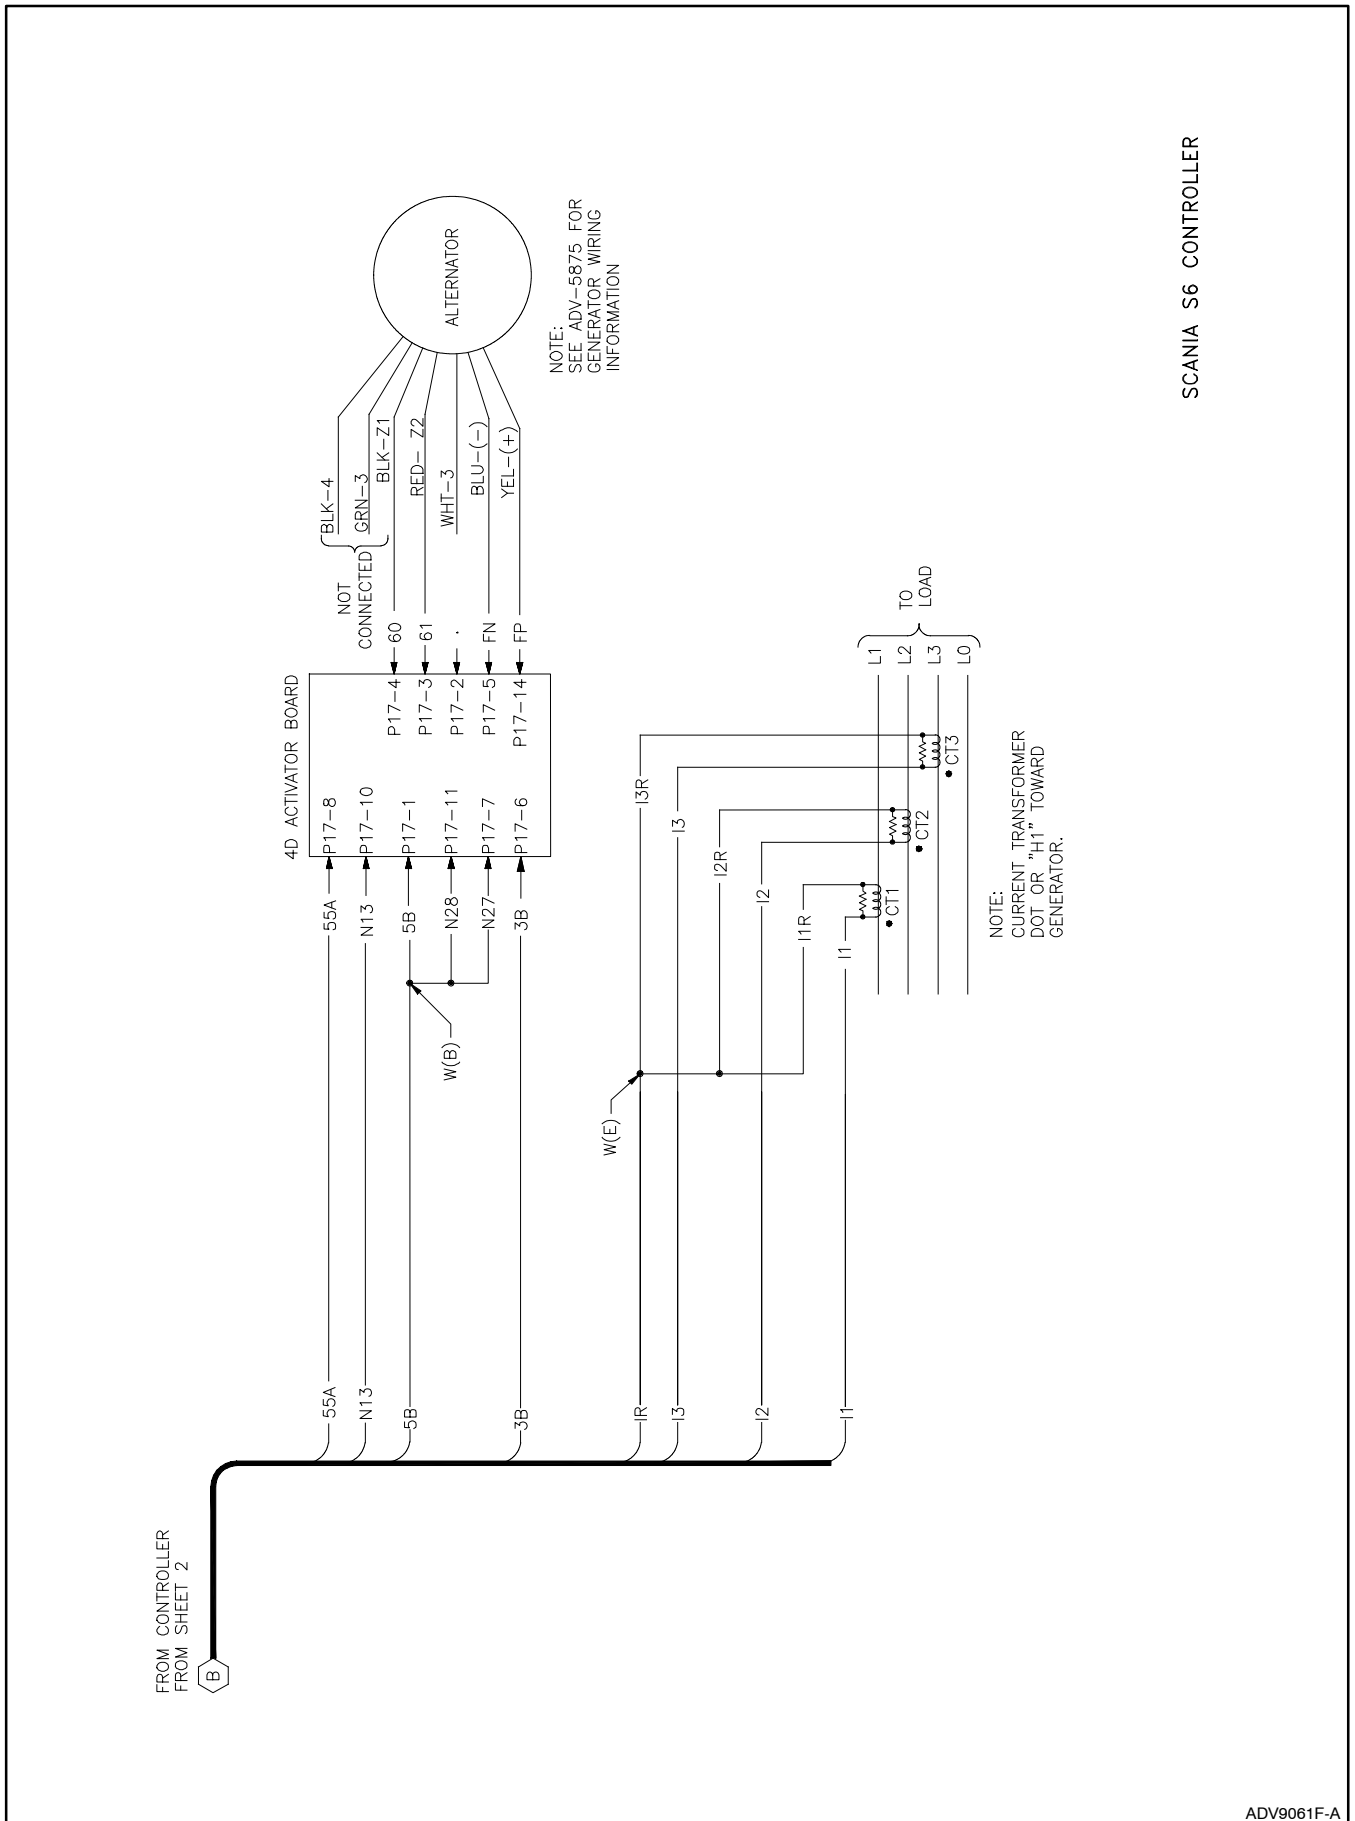 FROM CONTROLLER
FROM SHEET 2
B
55A
N13
5B
3B
IR
I3
I2
I1
W(B)
W(E)
55A
N13
5B
N28
N27
3B
4D ACTIVATOR BOARD
P17-8
P17-10
P17-1
P17-11
P17-7
P17-6
P17-4
P17-3
P17-2
P17-5
P17-14
60
61
.
FN
FP
NOT
CONNECTED
BLK-4
GRN-3
BLK-Z1
RED- Z2
WHT-3
BLU-(-)
YEL-(+)
ALTERNATOR
NOTE:
SEE ADV-5875 FOR
GENERATOR WIRING
INFORMATION
I3R
I3
I2R
I2
I1R
I1
CT1
CT2
CT3
L1
L2
L3
L0
TO
LOAD
NOTE:
CURRENT TRANSFORMER
DOT OR "H1" TOWARD
GENERATOR.
SCANIA S6 CONTROLLER
ADV9061F-A